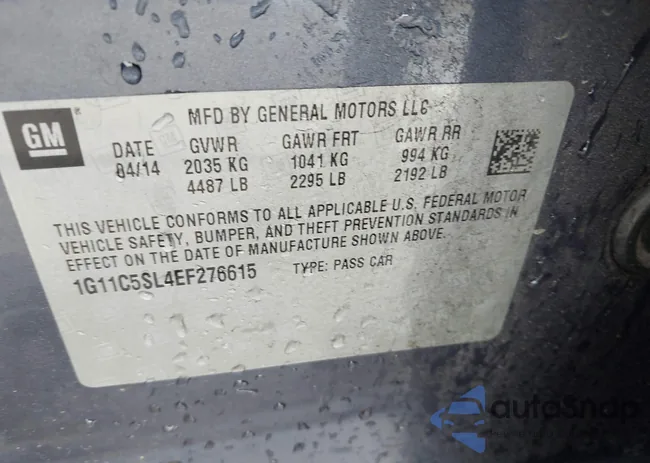 GM
MFD BY GENERAL MOTORS LLC
DATE GVWR GAWR FRT GAWR RR
04/14 2035 KG 1041 KG 994 KG
4487 LB 2295 LB 2192 LB
THIS VEHICLE CONFORMS TO ALL APPLICABLE U.S. FEDERAL MOTOR
VEHICLE SAFETY, BUMPER, AND THEFT PREVENTION STANDARDS IN
EFFECT ON THE DATE OF MANUFACTURE SHOWN ABOVE.
1G11C5SL4EF276615 TYPE: PASS CAR
autoSnap